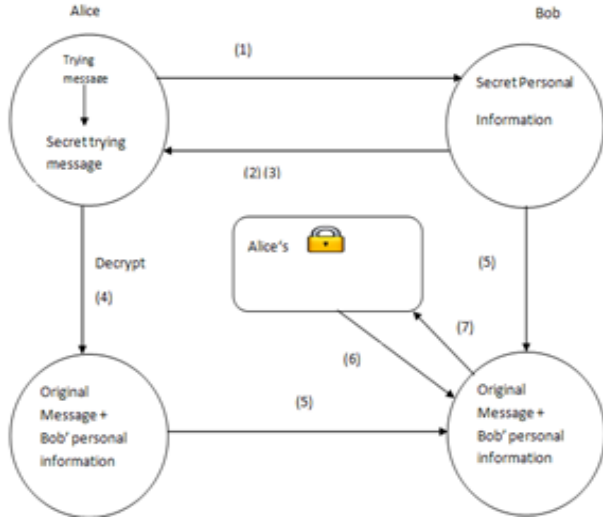 Alice
Bob
Trying
message
(1)
Secret Personal
Information
Secret trying
message
(2) (3)
Alice's
Decrypt
(4)
(5)
(7)
(6)
Original
Message +
Bob' personal
information
(5)
Original
Message +
Bob' personal
information